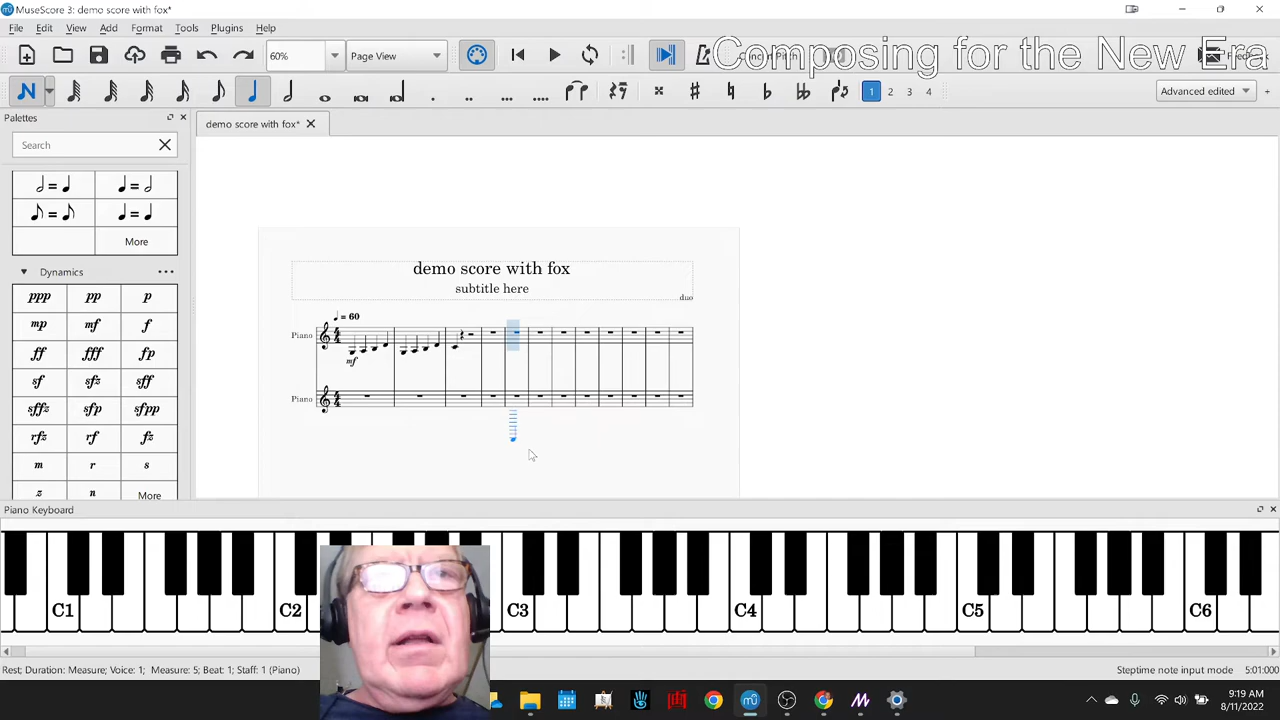 MuseScore 3: demo score with fox*
File Edit View Add Format Tools Plugins Help
60% Page View
Composing for the New Era
1 2 3 4 Advanced edited +
Palettes
demo score with fox*
Search
More
Dynamics
ppp pp p
mp mf f
ff fff fp
sf sfz sff
sffz sfp sfpp
rfz rf fz
m r s
z n More
demo score with fox
subtitle here
duo
= 60
Piano
mf
Piano
Piano Keyboard
C1 C2 C3 C4 C5 C6
Rest; Duration: Measure; Voice: 1; Measure: 5; Beat: 1; Staff: 1 (Piano) Steptime note input mode 5:01:000
9:19 AM
8/11/2022